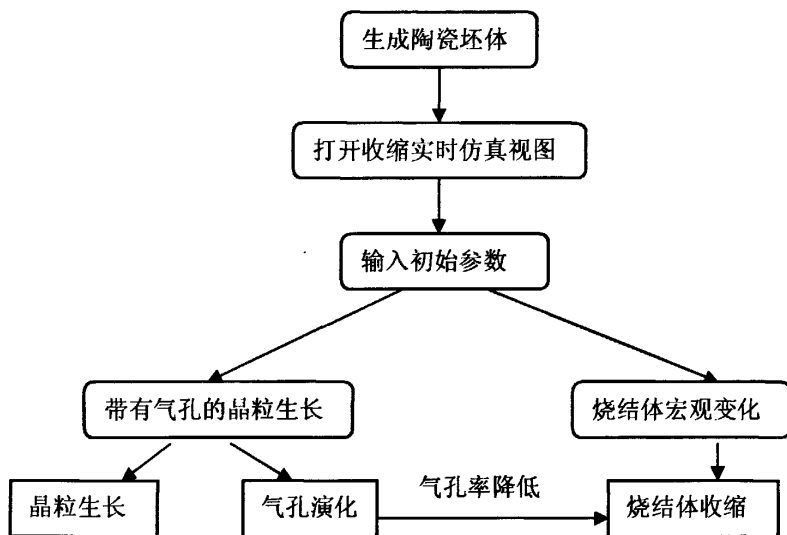 生成陶瓷坯体
打开收缩实时仿真视图
输入初始参数
带有气孔的晶粒生长
烧结体宏观变化
晶粒生长
气孔演化
气孔率降低
烧结体收缩